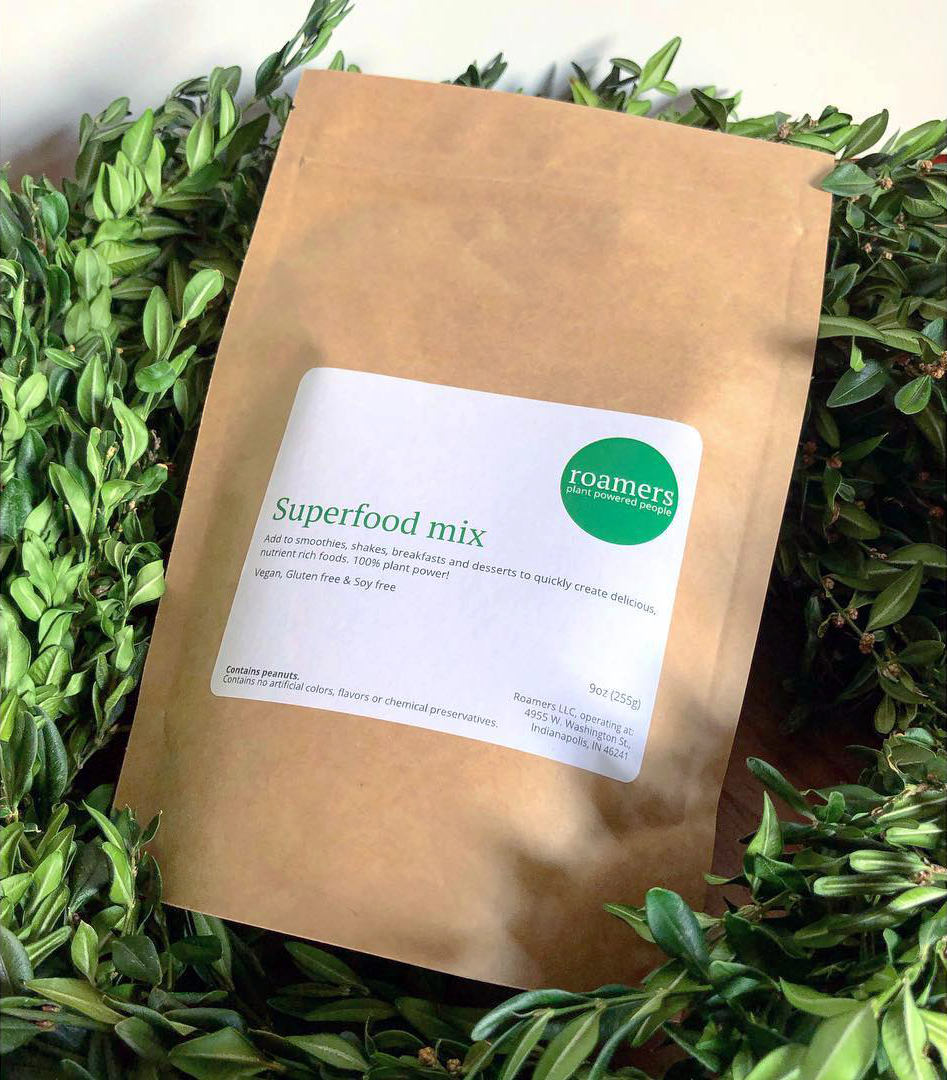 roamers
plant powered people
Superfood mix
Add to smoothies, shakes, breakfasts and desserts to quickly create delicious,
nutrient rich foods. 100% plant power!
Vegan, Gluten free & Soy free
Contains peanuts.
Contains no artificial colors, flavors or chemical preservatives.
9oz (255g)
Roamers LLC, operating at:
4955 W. Washington St.,
Indianapolis, IN 46241